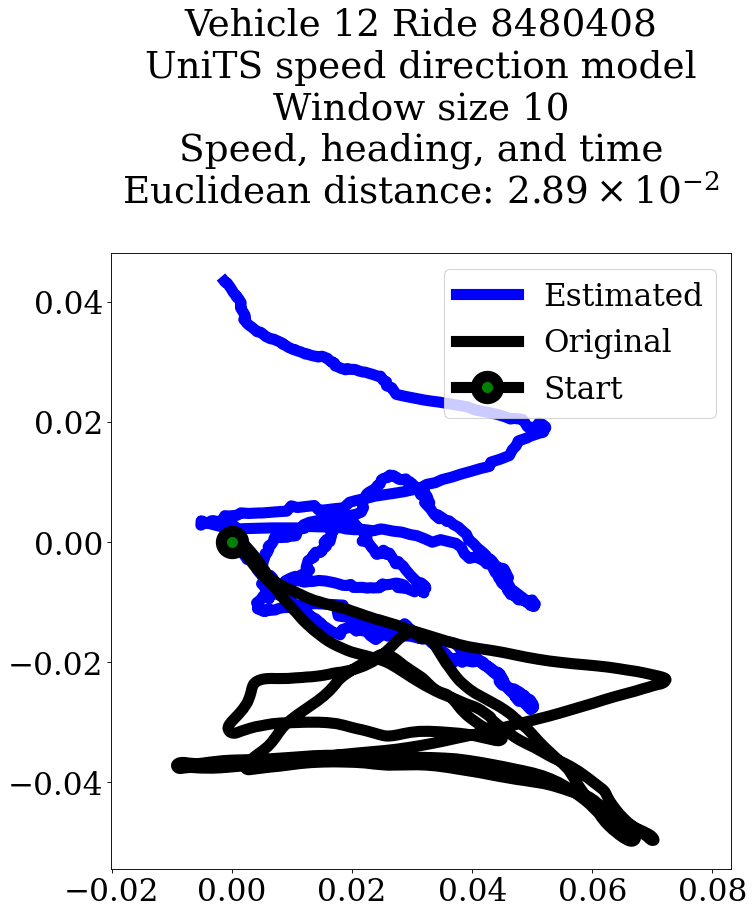 Vehicle 12 Ride 8480408
UniTS speed direction model
Window size 10
Speed, heading, and time
Euclidean distance: 2.89 × 10⁻²
Estimated
Original
Start
0.04
0.02
0.00
−0.02
−0.04
−0.02 0.00 0.02 0.04 0.06 0.08